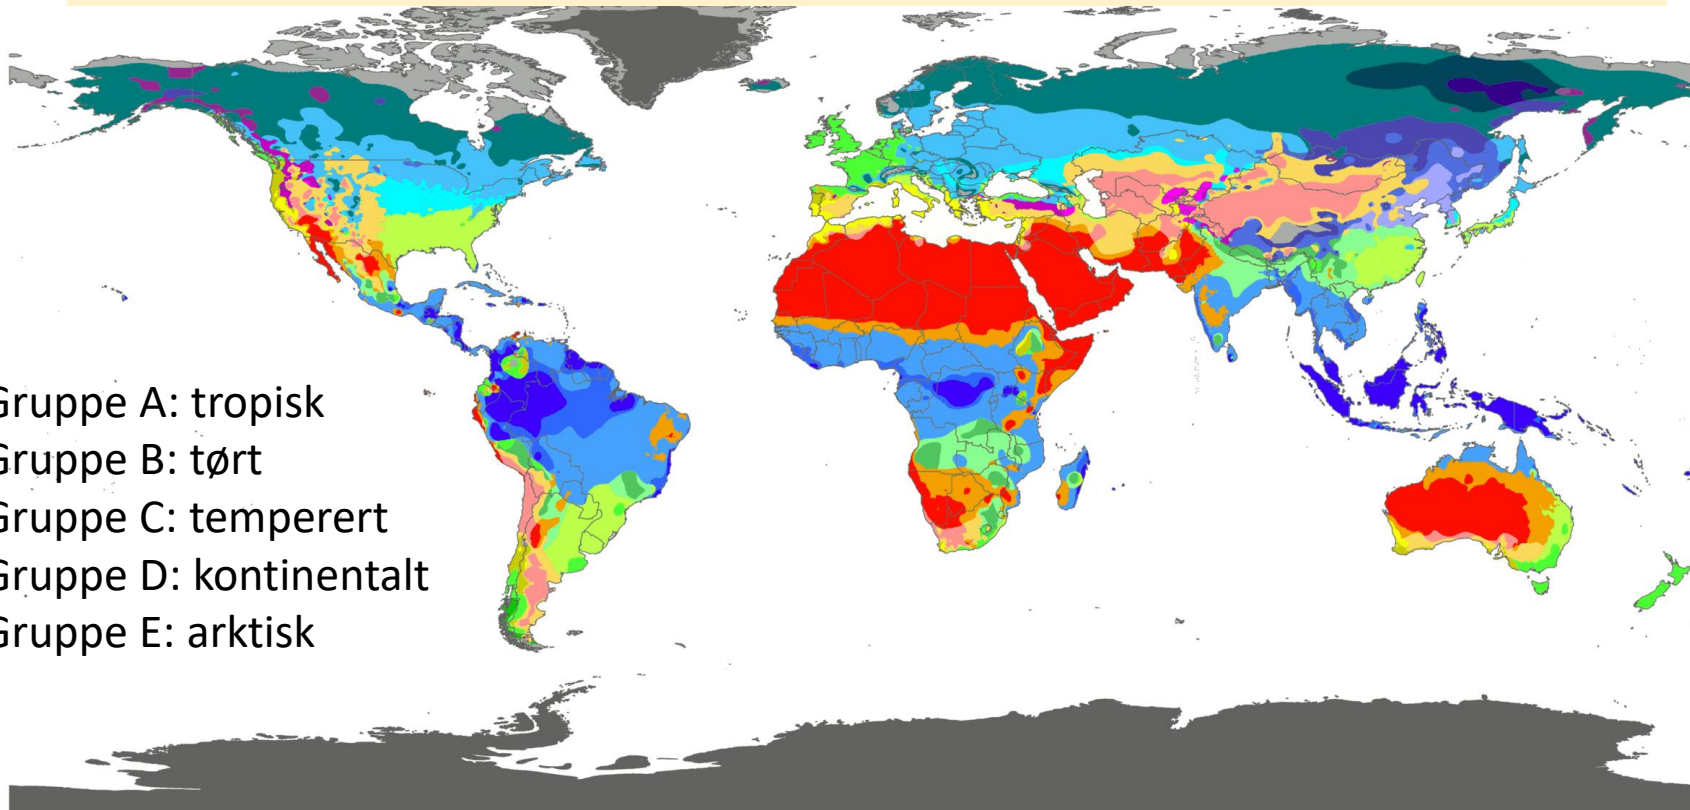 Gruppe A: tropisk
Gruppe B: tørt
Gruppe C: temperert
Gruppe D: kontinentalt
Gruppe E: arktisk